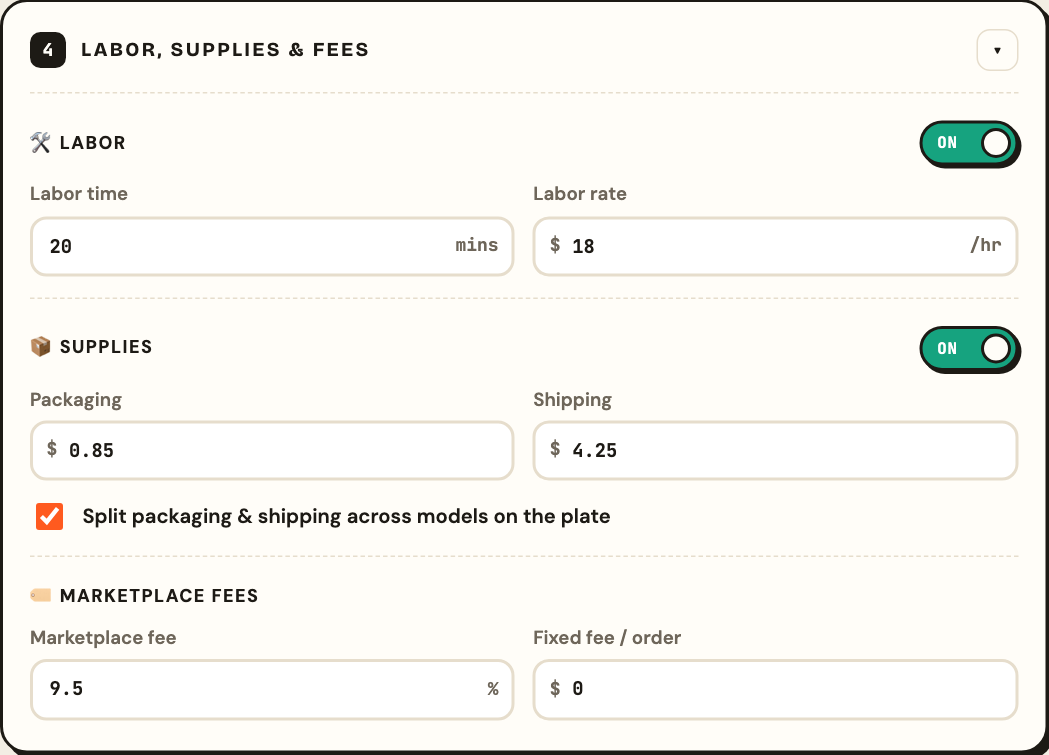 4 LABOR, SUPPLIES & FEES ▼
🛠 LABOR ON
Labor time Labor rate
20 mins $ 18 /hr
📦 SUPPLIES ON
Packaging Shipping
$ 0.85 $ 4.25
Split packaging & shipping across models on the plate
🏷 MARKETPLACE FEES
Marketplace fee Fixed fee / order
9.5 % $ 0